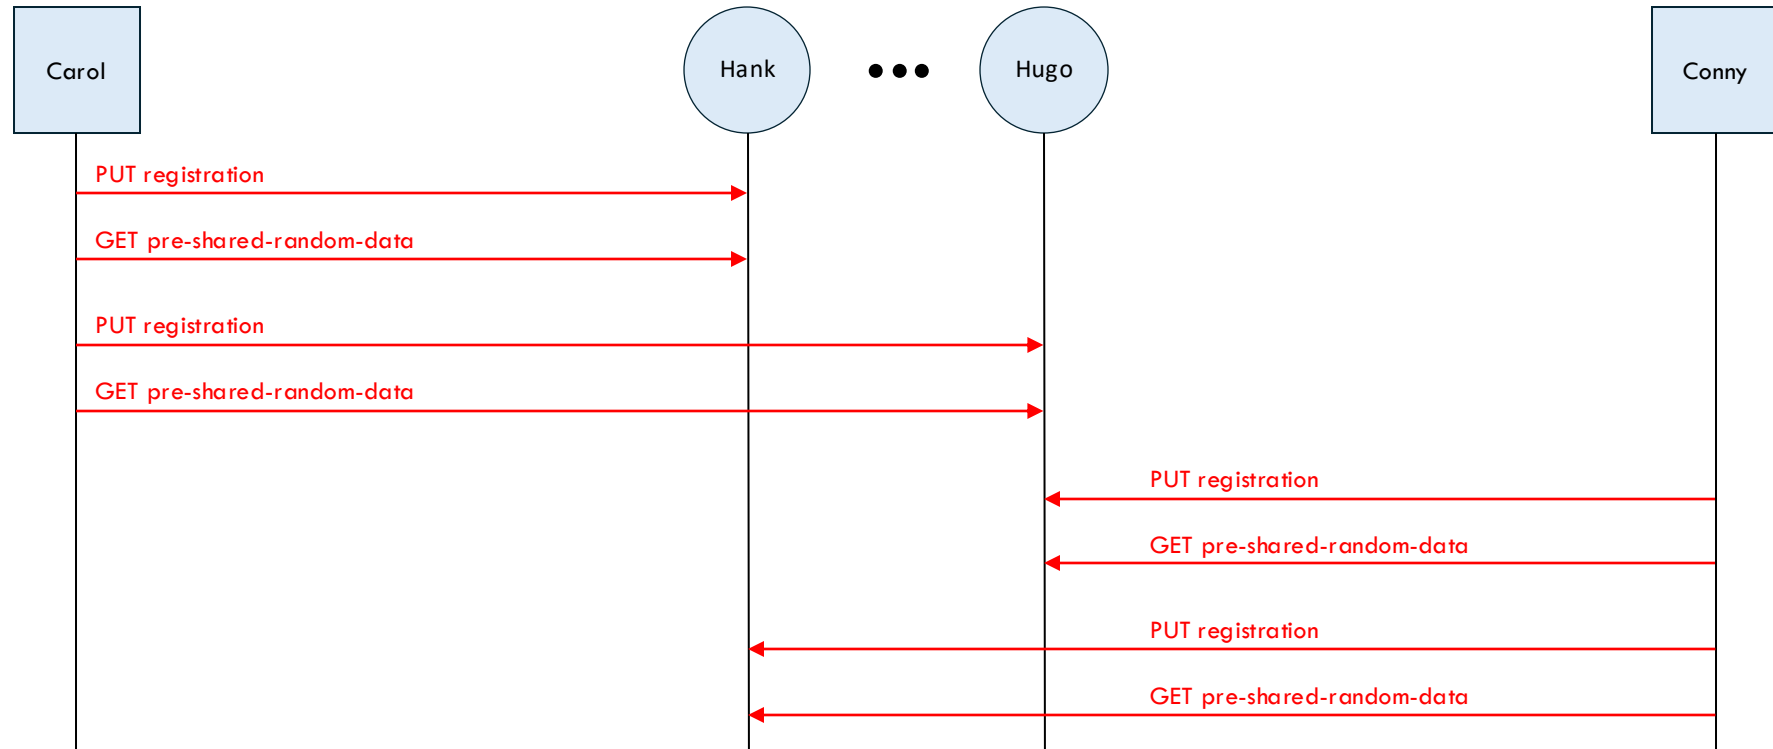 Carol
Hank
Hugo
Conny
PUT registration
GET pre-shared-random-data
PUT registration
GET pre-shared-random-data
PUT registration
GET pre-shared-random-data
PUT registration
GET pre-shared-random-data